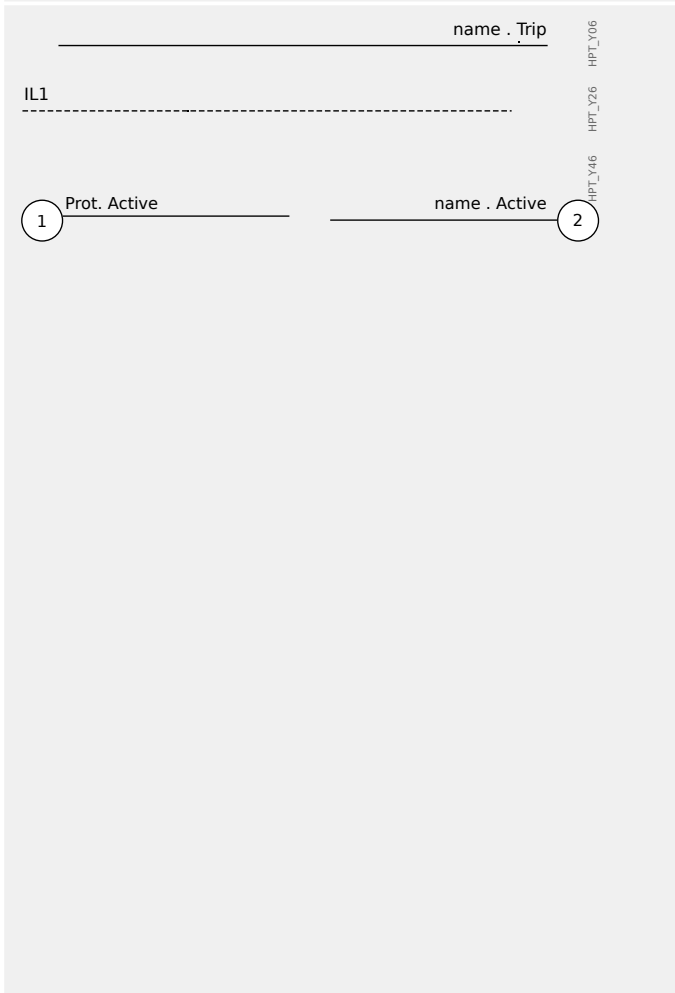 name . Trip
HPT_Y06
IL1
HPT_Y26
HPT_Y46
Prot. Active
name . Active
1
2